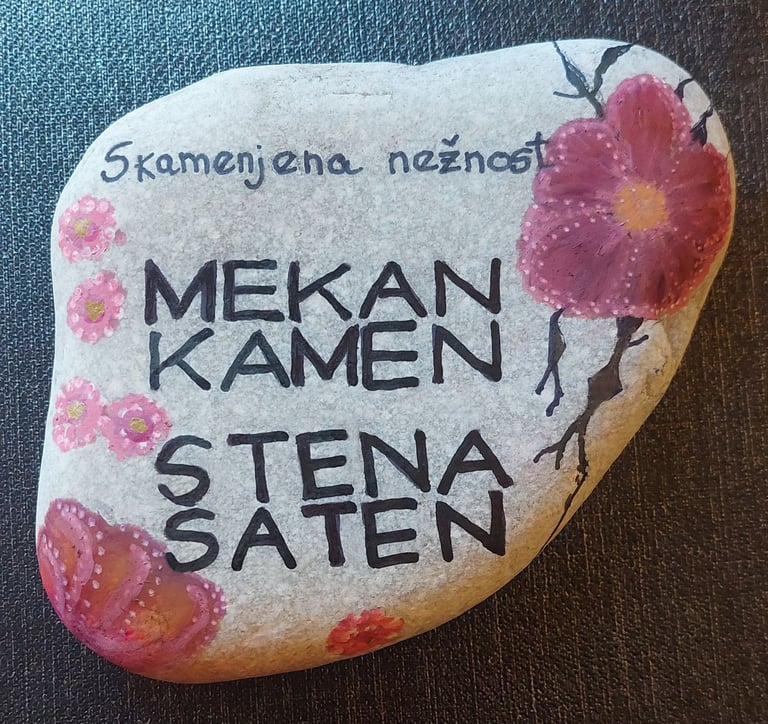 Skamenjena nežnost
MEKAN
KAMEN
STENA
SATEN